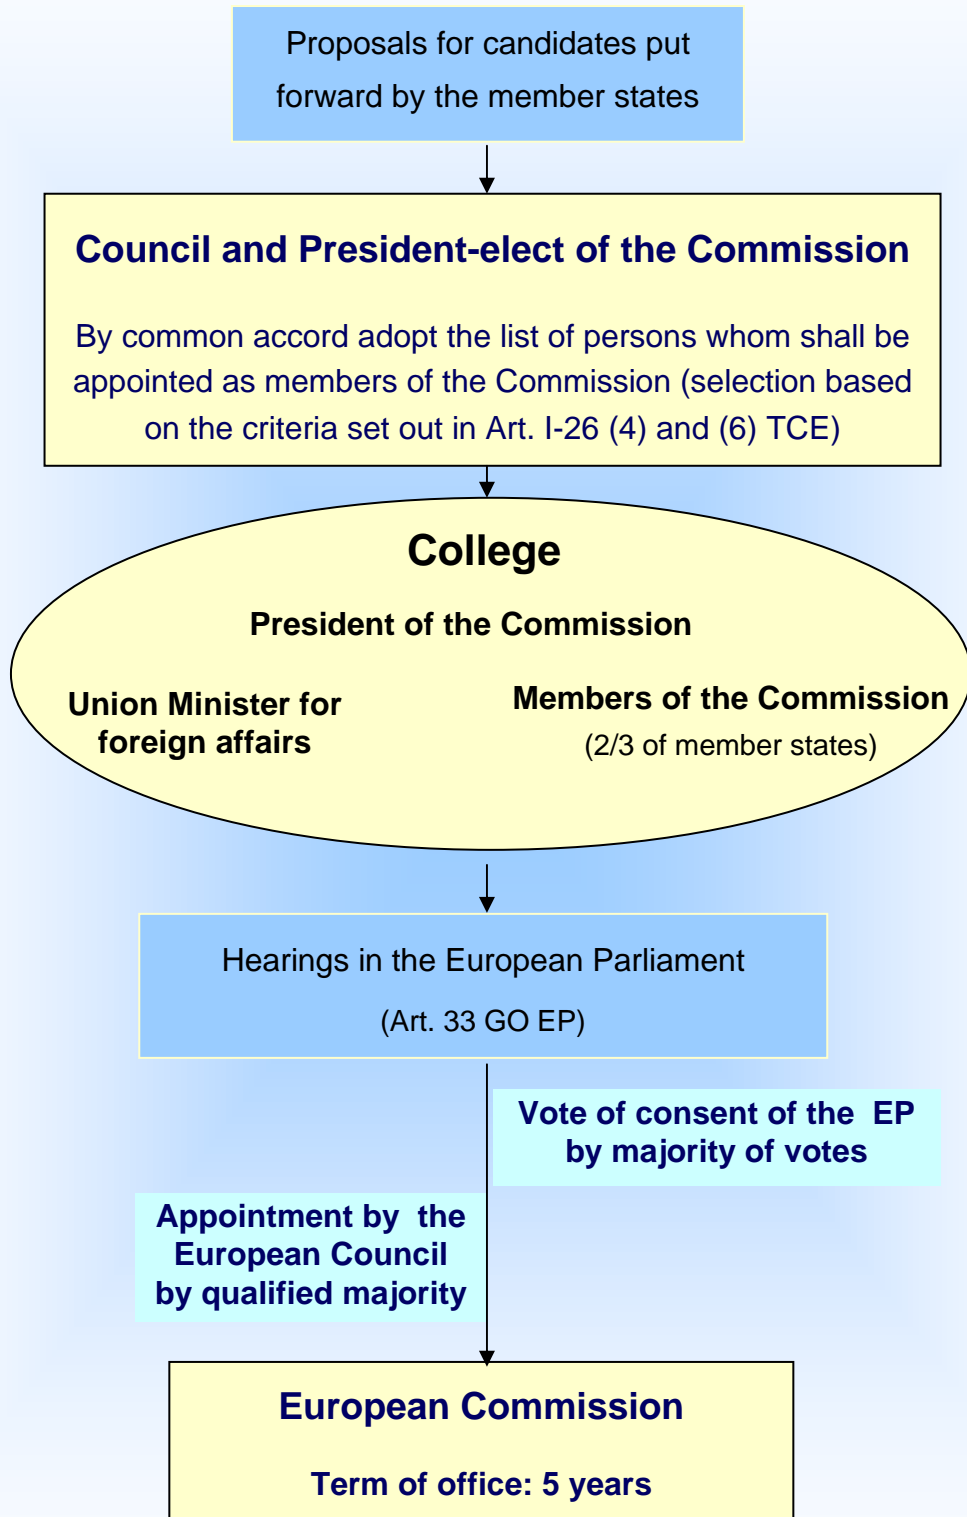 Proposals for candidates put
forward by the member states
Council and President-elect of the Commission
By common accord adopt the list of persons whom shall be
appointed as members of the Commission (selection based
on the criteria set out in Art. I-26 (4) and (6) TCE)
College
President of the Commission
Union Minister for
foreign affairs
Members of the Commission
(2/3 of member states)
Hearings in the European Parliament
(Art. 33 GO EP)
Vote of consent of the EP
by majority of votes
Appointment by the
European Council
by qualified majority
European Commission
Term of office: 5 years